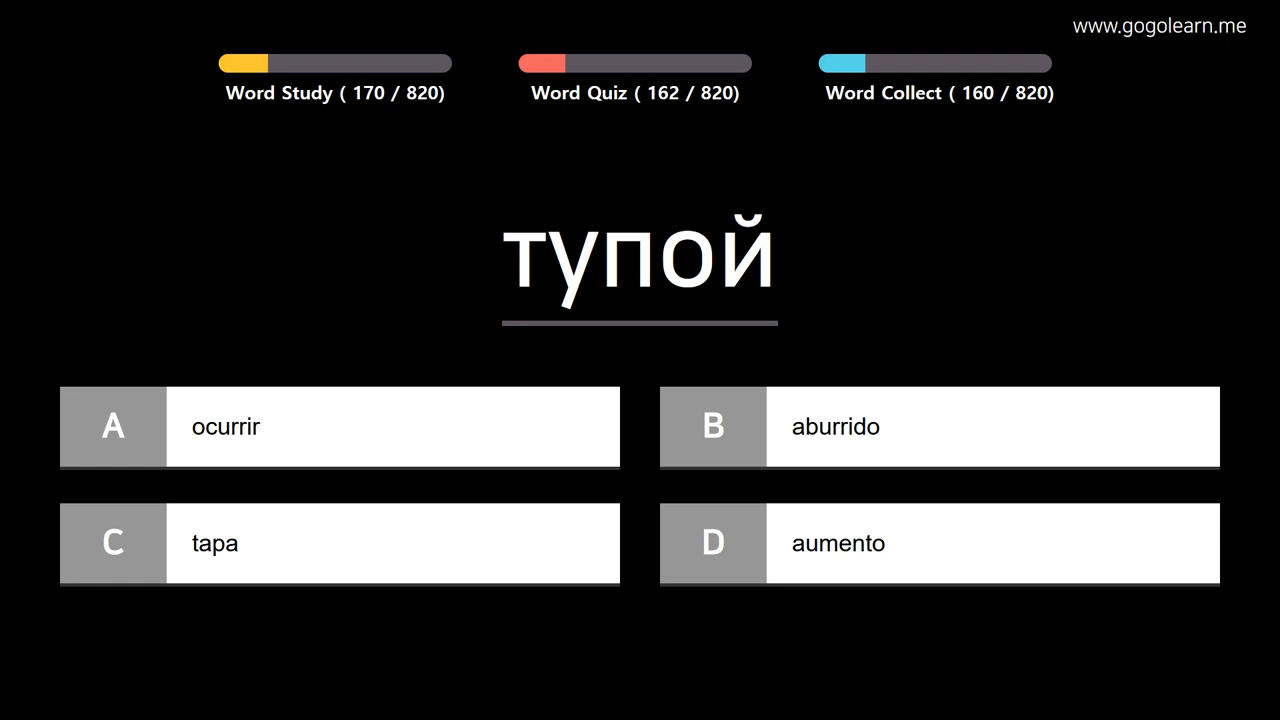 www.gogolearn.me
Word Study ( 170 / 820)
Word Quiz ( 162 / 820)
Word Collect ( 160 / 820)
тупой
A
ocurrir
B
aburrido
C
tapa
D
aumento